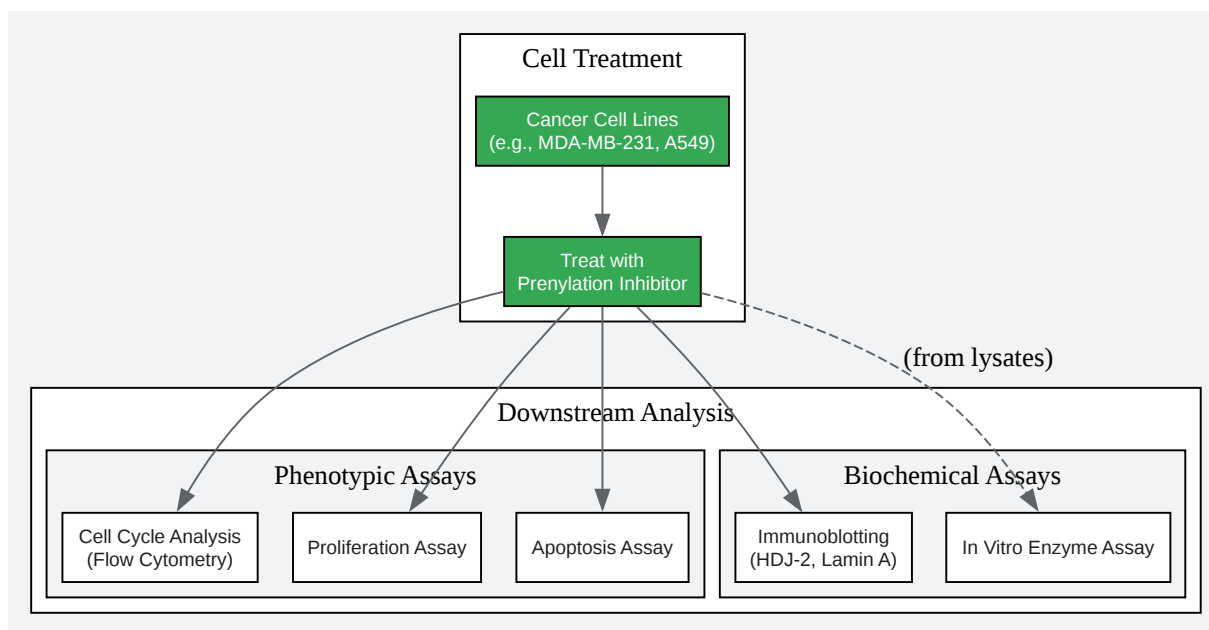 Cell Treatment
Cancer Cell Lines
(e.g., MDA-MB-231, A549)
Treat with
Prenylation Inhibitor
(from lysates)
Downstream Analysis
Phenotypic Assays
Biochemical Assays
Cell Cycle Analysis
(Flow Cytometry)
Proliferation Assay
Apoptosis Assay
Immunoblotting
(HDJ-2, Lamin A)
In Vitro Enzyme Assay